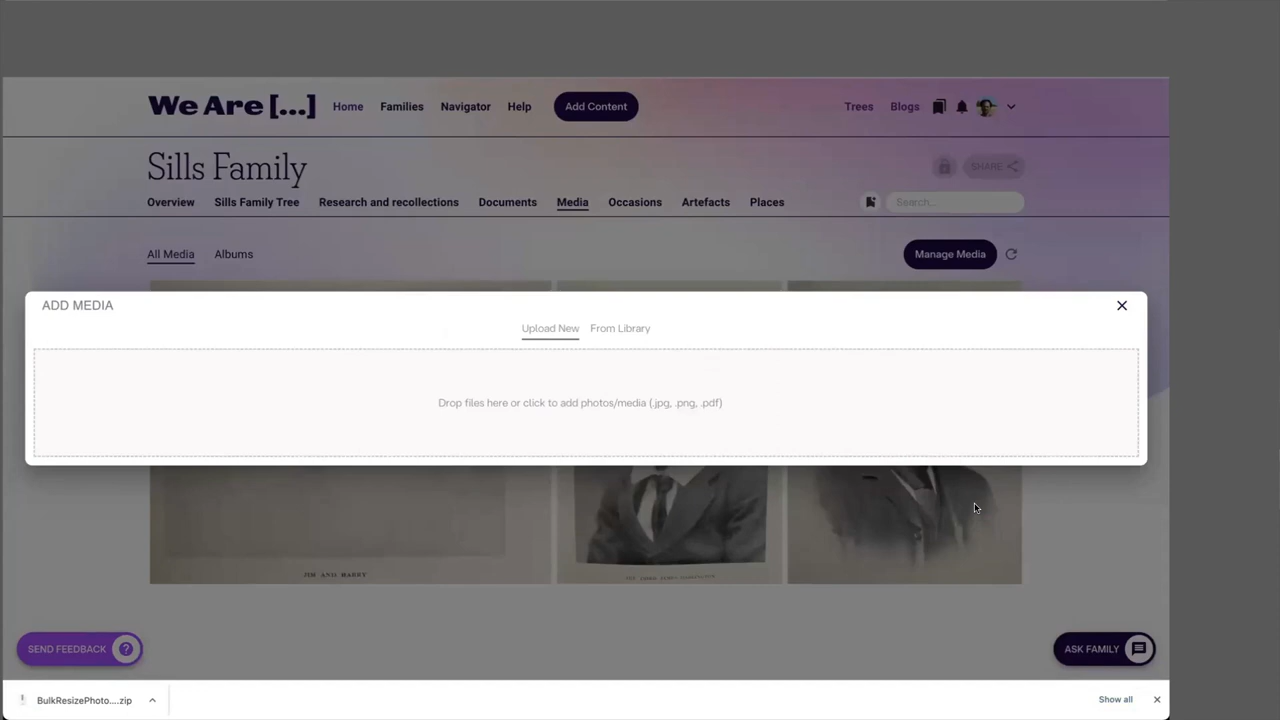 We Are [...] Home Families Navigator Help Add Content Trees Blogs
Sills Family
SHARE
Overview Sills Family Tree Research and recollections Documents Media Occasions Artefacts Places Search...
All Media Albums Manage Media
ADD MEDIA
Upload New From Library
Drop files here or click to add photos/media (.jpg, .png, .pdf)
JIM AND HARRY
SEND FEEDBACK ?
ASK FAMILY
BulkResizePhoto....zip Show all